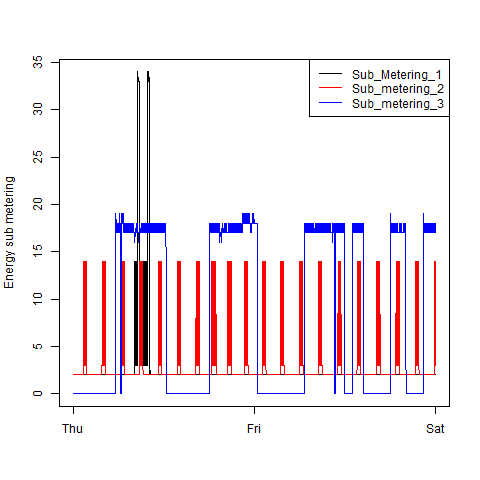 Sub_Metering_1
Sub_metering_2
Sub_metering_3
Energy sub metering
35
30
25
20
15
10
5
0
Thu Fri Sat